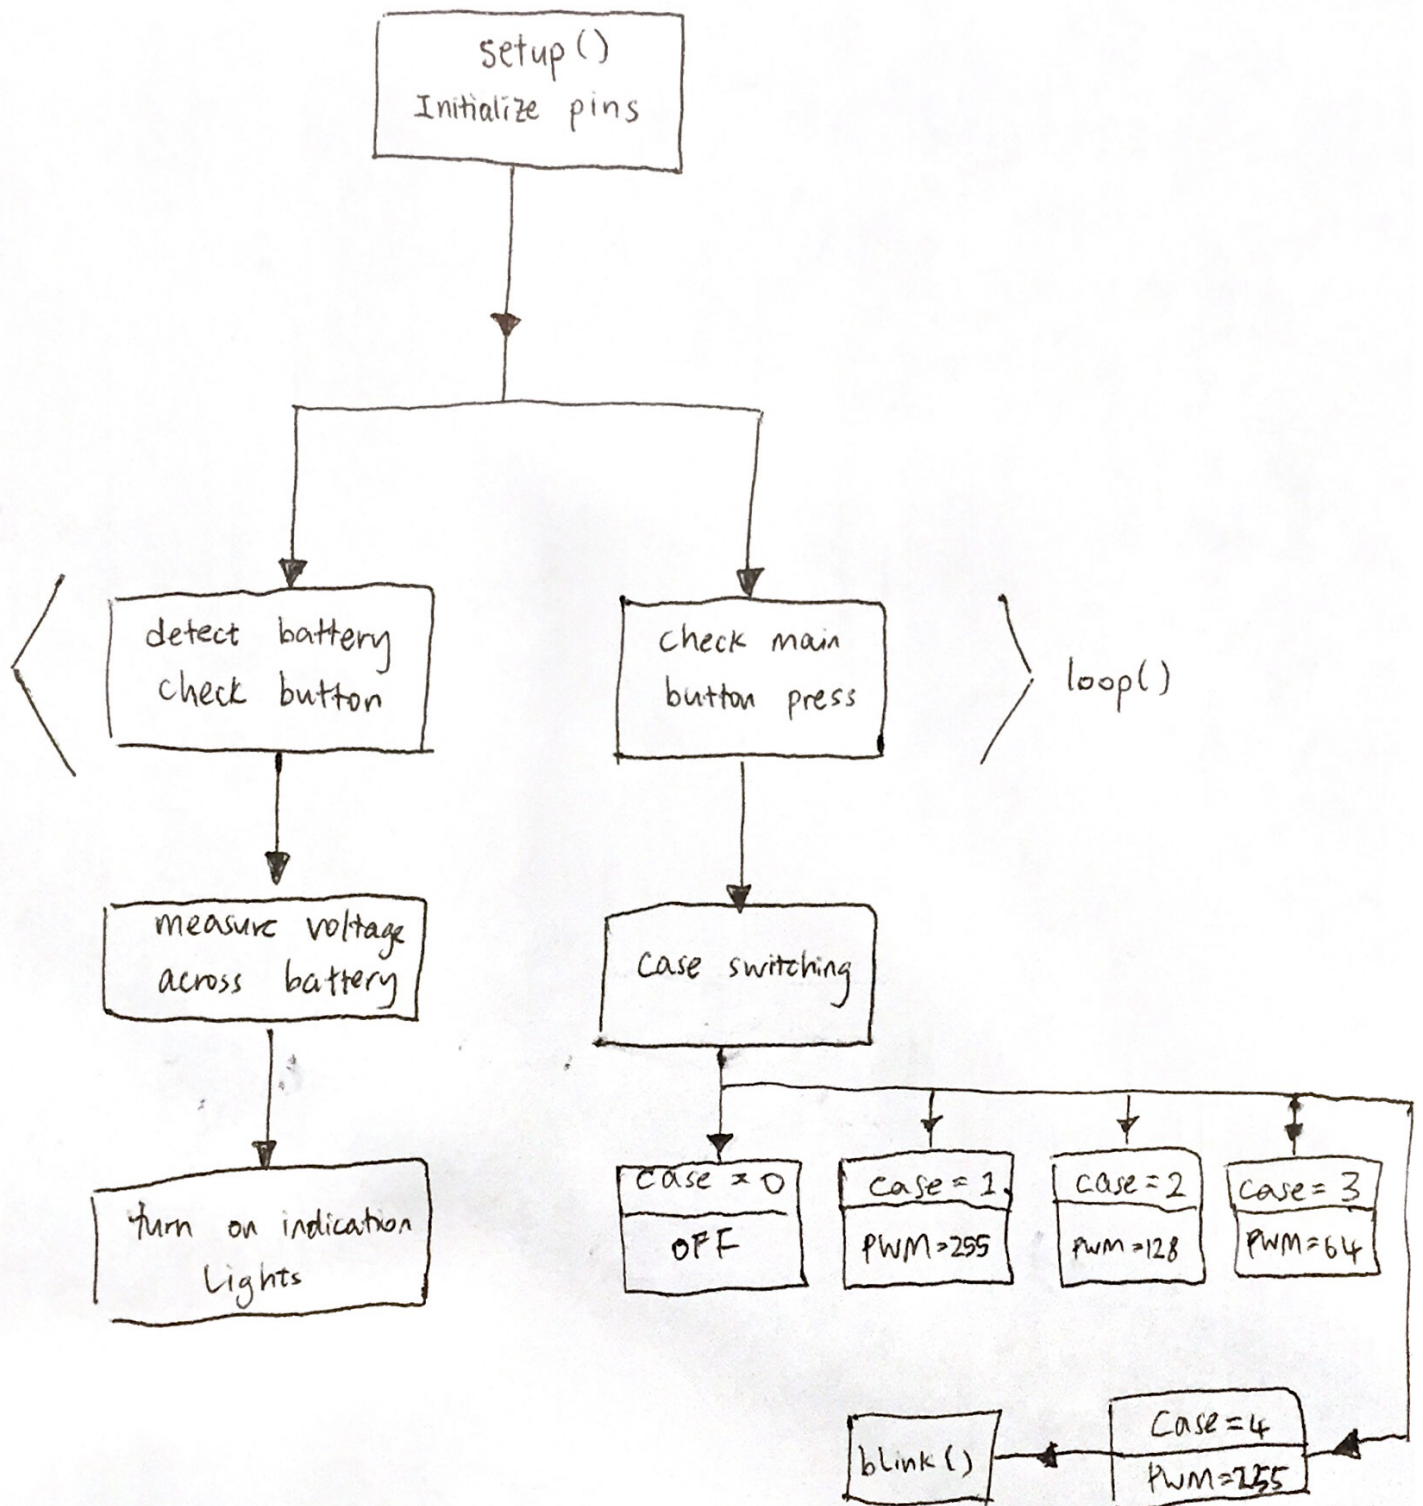 setup()
Initialize pins
detect battery
check button
check main
button press
loop()
measure voltage
across battery
case switching
turn on indication
Lights
case = 0
OFF
case = 1
PWM=255
case = 2
PWM=128
case = 3
PWM=64
Case=4
PWM=255
blink()